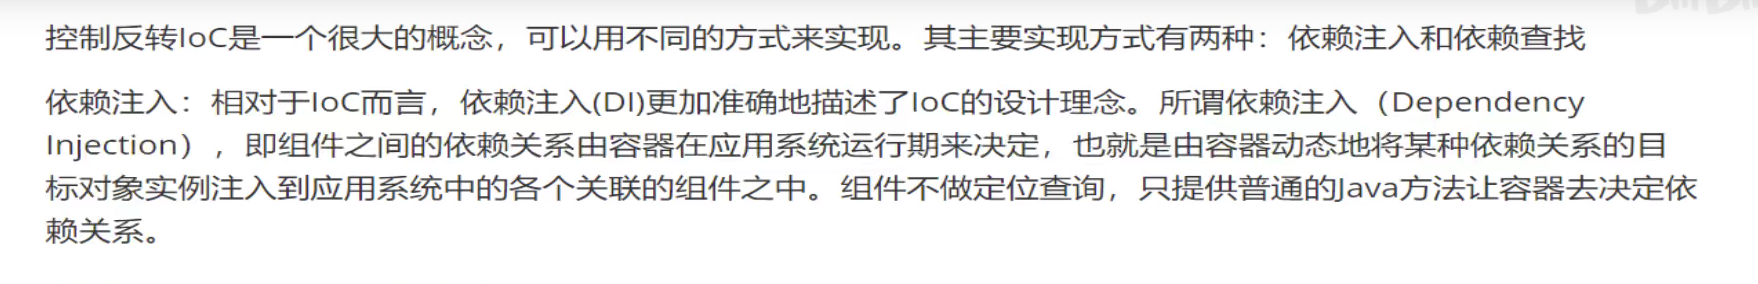 控制反转IoC是一个很大的概念，可以用不同的方式来实现。其主要实现方式有两种：依赖注入和依赖查找
依赖注入：相对于IoC而言，依赖注入(DI)更加准确地描述了IoC的设计理念。所谓依赖注入（Dependency
Injection），即组件之间的依赖关系由容器在应用系统运行期来决定，也就是由容器动态地将某种依赖关系的目
标对象实例注入到应用系统中的各个关联的组件之中。组件不做定位查询，只提供普通的Java方法让容器去决定依
赖关系。